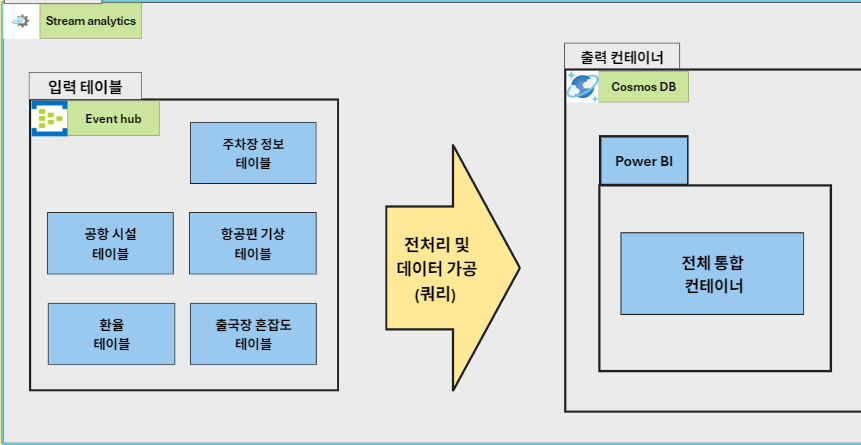 Stream analytics
입력 테이블
Event hub
주차장 정보
테이블
공항 시설
테이블
항공편 기상
테이블
환율
테이블
출국장 혼잡도
테이블
전처리 및
데이터 가공
(쿼리)
출력 컨테이너
Cosmos DB
Power BI
전체 통합
컨테이너